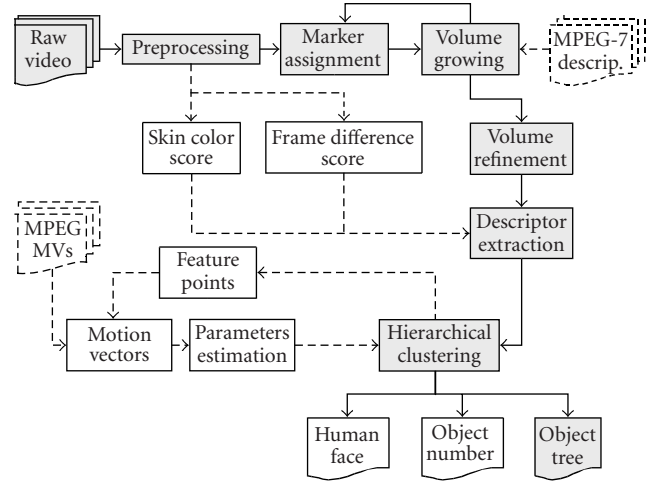 Raw
video
Preprocessing
Marker
assignment
Volume
growing
MPEG-7
descrip.
Skin color
score
Frame difference
score
Volume
refinement
MPEG
MVs
Descriptor
extraction
Feature
points
Motion
vectors
Parameters
estimation
Hierarchical
clustering
Human
face
Object
number
Object
tree